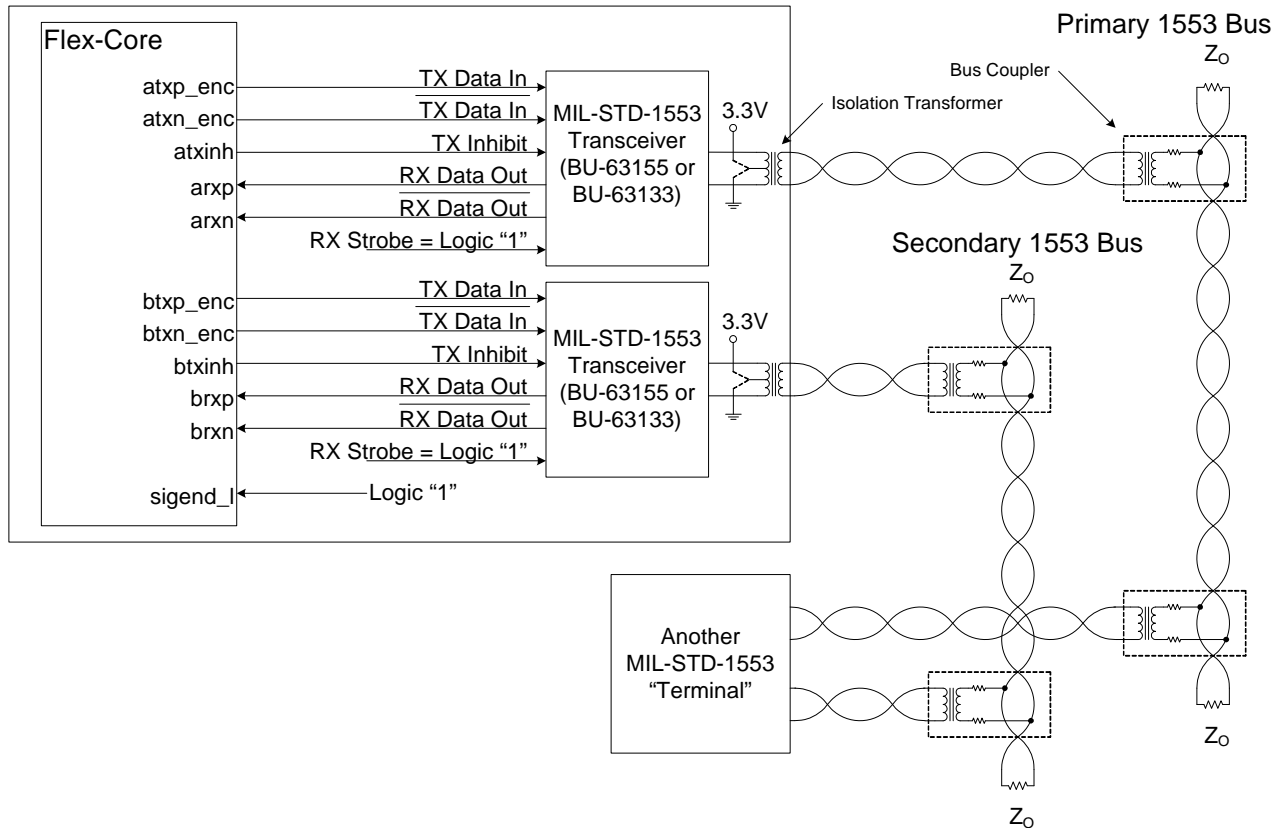 Primary 1553 Bus
Z_O
Flex-Core
Bus Coupler
Isolation Transformer
atxp_enc
TX Data In
atxn_enc
TX Data In
atxinh
TX Inhibit
arxp
RX Data Out
arxn
RX Data Out
RX Strobe = Logic “1”
MIL-STD-1553
Transceiver
(BU-63155 or
BU-63133)
3.3V
Secondary 1553 Bus
Z_O
btxp_enc
TX Data In
btxn_enc
TX Data In
btxinh
TX Inhibit
brxp
RX Data Out
brxn
RX Data Out
RX Strobe = Logic “1”
MIL-STD-1553
Transceiver
(BU-63155 or
BU-63133)
3.3V
sigend_l
Logic “1”
Another
MIL-STD-1553
“Terminal”
Z_O
Z_O